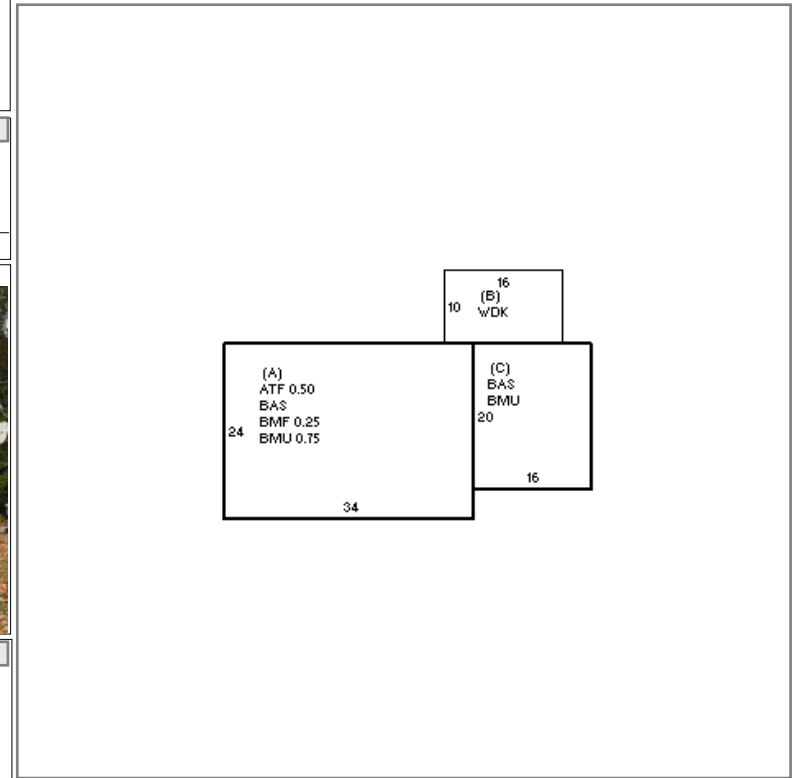 16
(B)
10
WDK
(A)
ATF 0.50
BAS
BMF 0.25
BMU 0.75
24
34
(C)
BAS
BMU
20
16